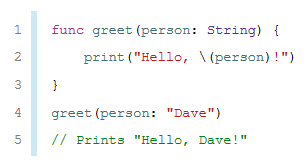 1 func greet(person: String) {
2     print("Hello, \(person)!")
3 }
4 greet(person: "Dave")
5 // Prints "Hello, Dave!"